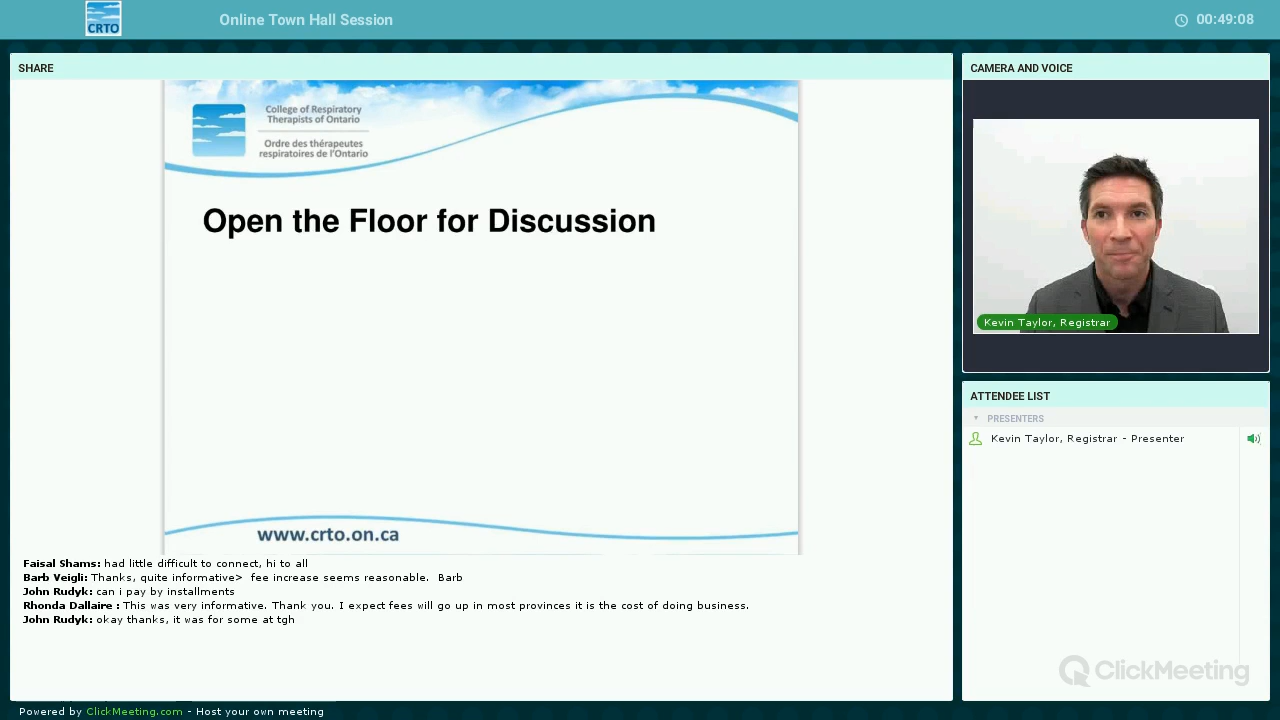 CRTO
Online Town Hall Session
00:49:08
SHARE
College of Respiratory
Therapists of Ontario
Ordre des thérapeutes
respiratoires de l'Ontario
Open the Floor for Discussion
www.crto.on.ca
Faisal Shams: had little difficult to connect, hi to all
Barb Veigli: Thanks, quite informative> fee increase seems reasonable. Barb
John Rudyk: can i pay by installments
Rhonda Dallaire : This was very informative. Thank you. I expect fees will go up in most provinces it is the cost of doing business.
John Rudyk: okay thanks, it was for some at tgh
CAMERA AND VOICE
Kevin Taylor, Registrar
ATTENDEE LIST
PRESENTERS
Kevin Taylor, Registrar - Presenter
ClickMeeting
Powered by ClickMeeting.com - Host your own meeting